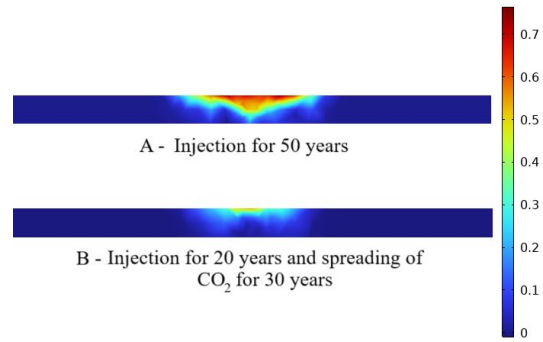 0.7
0.6
A - Injection for 50 years
0.5
0.4
0.3
B - Injection for 20 years and spreading of
CO₂ for 30 years
0.2
0.1
0